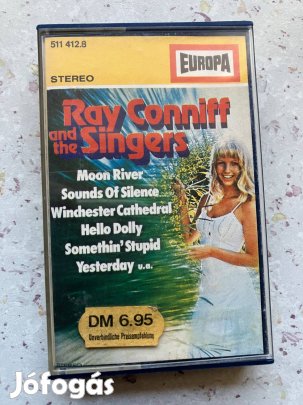 511 412.8
EUROPA
STEREO
Ray Conniff
and the Singers
Moon River
Sounds Of Silence
Winchester Cathedral
Hello Dolly
Somethin' Stupid
Yesterday u.a.
DM 6.95
Unverbindliche Preisempfehlung
Jófogás